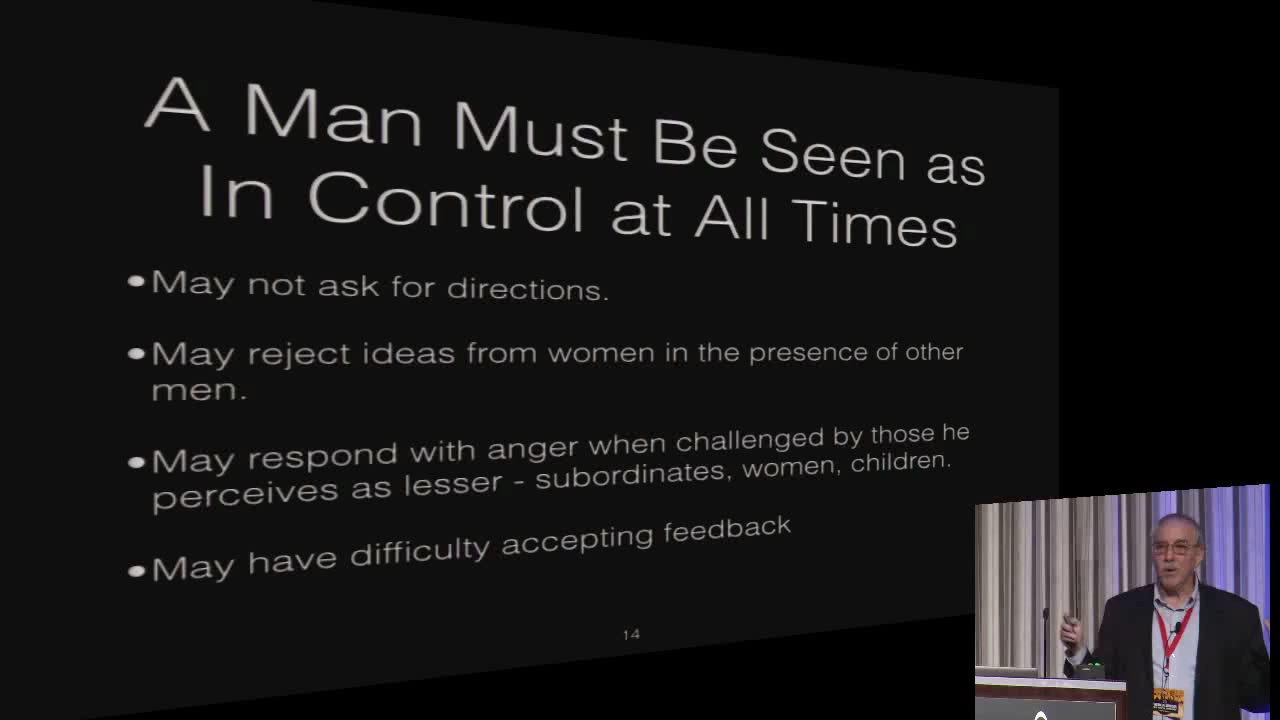 A Man Must Be Seen as
In Control at All Times
•May not ask for directions.
•May reject ideas from women in the presence of other
men.
•May respond with anger when challenged by those he
perceives as lesser - subordinates, women, children.
•May have difficulty accepting feedback
14